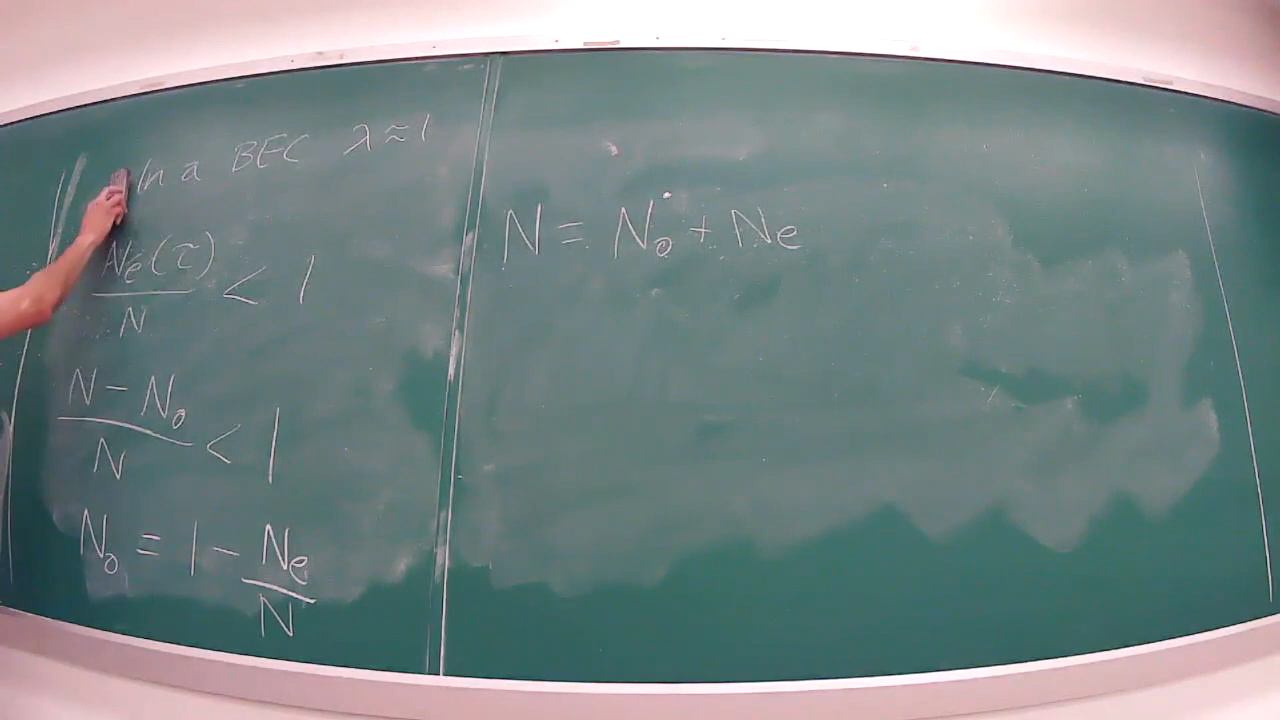 In a BEC λ ≈ 1
Ne(τ)/N < 1
(N - N₀)/N < 1
N₀ = 1 - Ne/N
N = N₀ + Ne